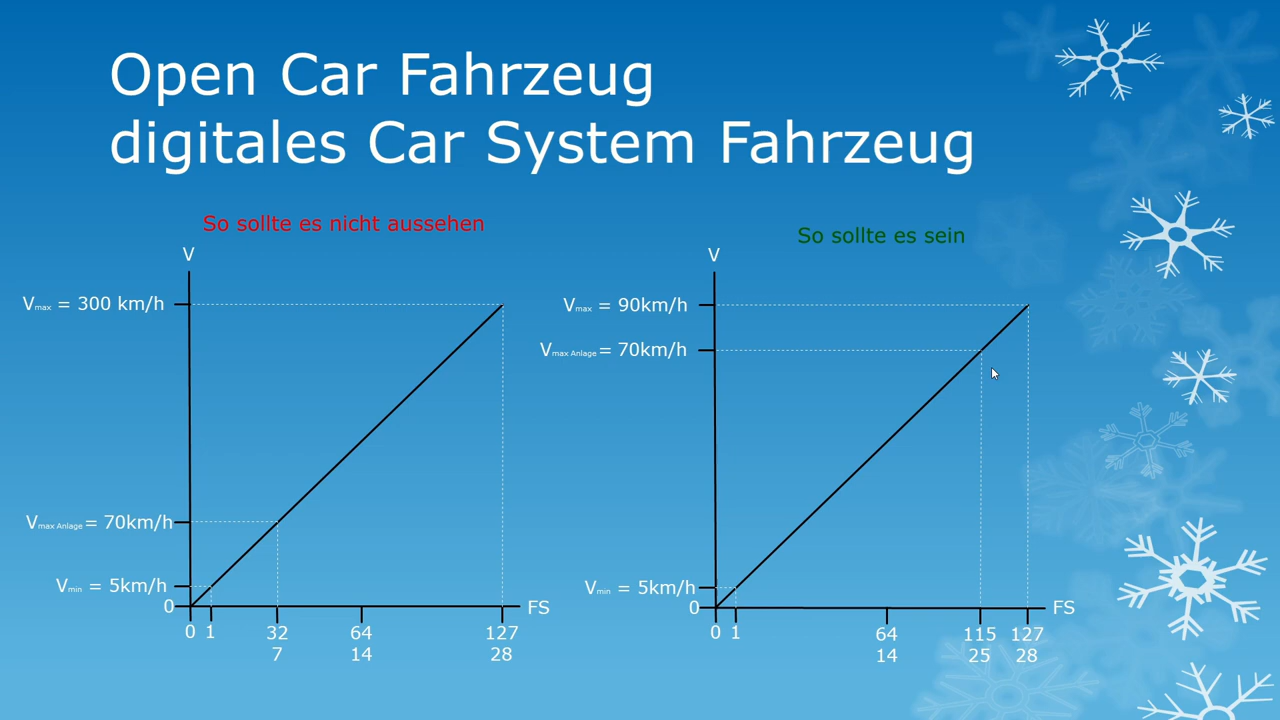 Open Car Fahrzeug
digitales Car System Fahrzeug
So sollte es nicht aussehen
V
Vmax = 300 km/h
Vmax Anlage = 70km/h
Vmin = 5km/h
0
FS
0 1 32 64 127
7 14 28
So sollte es sein
V
Vmax = 90km/h
Vmax Anlage = 70km/h
Vmin = 5km/h
0
FS
0 1 64 115 127
14 25 28